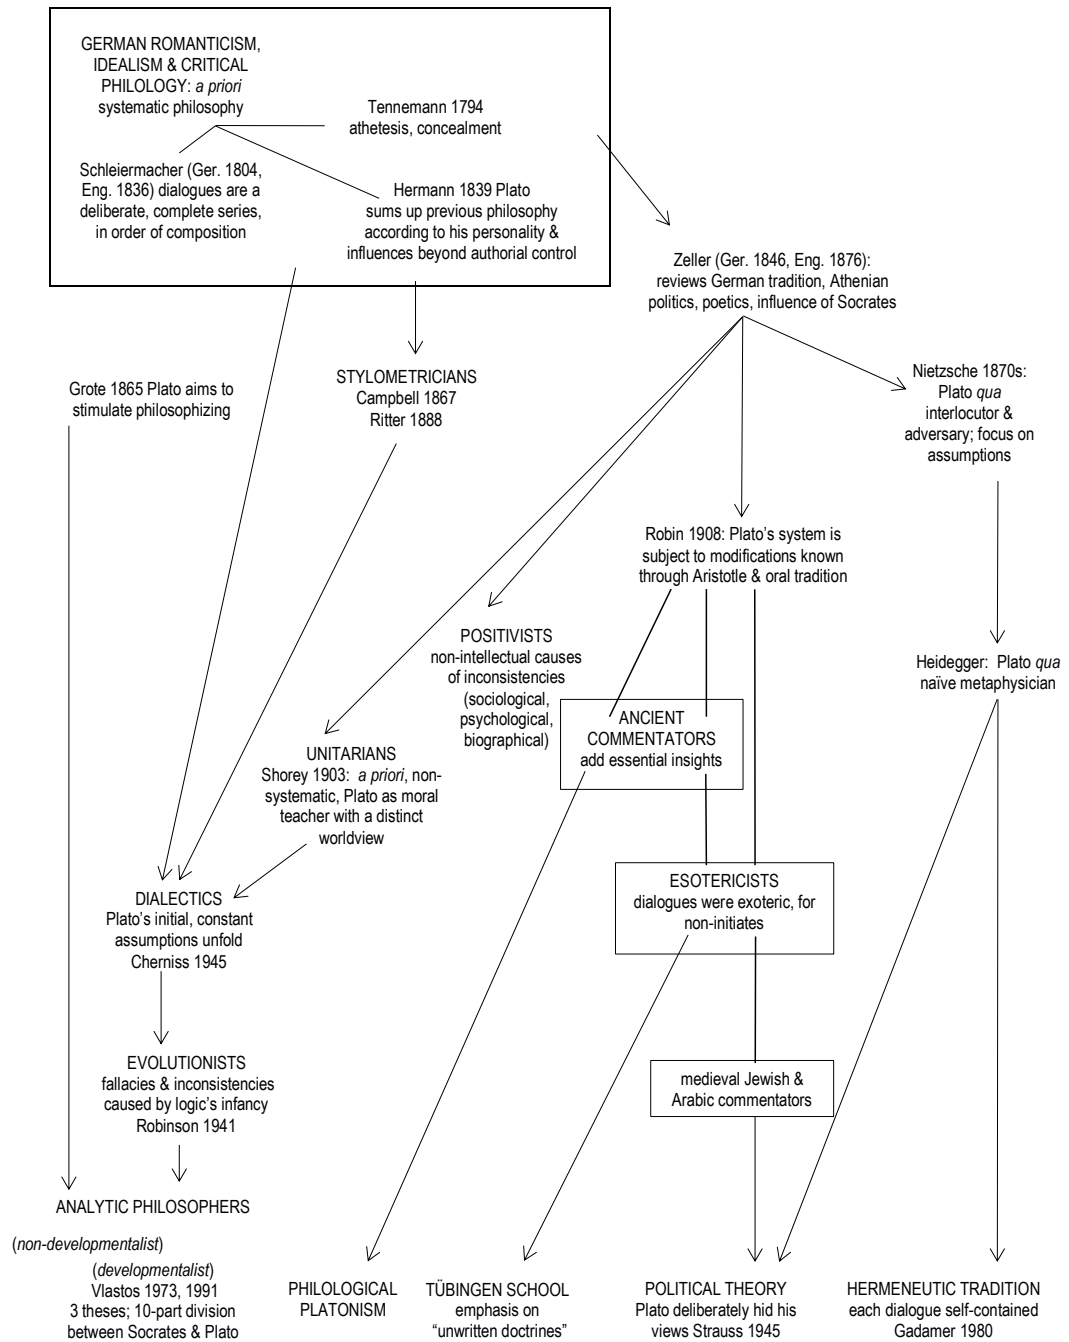 GERMAN ROMANTICISM,
IDEALISM & CRITICAL
PHILOLOGY: a priori
systematic philosophy
Tennemann 1794
athetesis, concealment
Schleiermacher (Ger. 1804,
Eng. 1836) dialogues are a
deliberate, complete series,
in order of composition
Hermann 1839 Plato
sums up previous philosophy
according to his personality &
influences beyond authorial control
Zeller (Ger. 1846, Eng. 1876):
reviews German tradition, Athenian
politics, poetics, influence of Socrates
Grote 1865 Plato aims to
stimulate philosophizing
STYLOMETRICIANS
Campbell 1867
Ritter 1888
Nietzsche 1870s:
Plato qua
interlocutor &
adversary; focus on
assumptions
Robin 1908: Plato’s system is
subject to modifications known
through Aristotle & oral tradition
POSITIVISTS
non-intellectual causes
of inconsistencies
(sociological,
psychological,
biographical)
Heidegger: Plato qua
naïve metaphysician
ANCIENT
COMMENTATORS
add essential insights
UNITARIANS
Shorey 1903: a priori, non-
systematic, Plato as moral
teacher with a distinct
worldview
ESOTERICISTS
dialogues were exoteric, for
non-initiates
DIALECTICS
Plato’s initial, constant
assumptions unfold
Cherniss 1945
EVOLUTIONISTS
fallacies & inconsistencies
caused by logic’s infancy
Robinson 1941
medieval Jewish &
Arabic commentators
ANALYTIC PHILOSOPHERS
(non-developmentalist)
(developmentalist)
Vlastos 1973, 1991
3 theses; 10-part division
between Socrates & Plato
PHILOLOGICAL
PLATONISM
TÜBINGEN SCHOOL
emphasis on
“unwritten doctrines”
POLITICAL THEORY
Plato deliberately hid his
views Strauss 1945
HERMENEUTIC TRADITION
each dialogue self-contained
Gadamer 1980